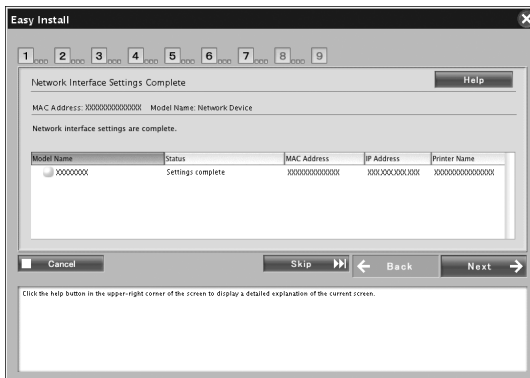 Easy Install
1 2 3 4 5 6 7 8 9
Network Interface Settings Complete
Help
MAC Address: XXXXXXXXXXXXXX Model Name: Network Device
Network interface settings are complete.
Model Name Status MAC Address IP Address Printer Name
XXXXXXXX Settings complete XXXXXXXXXXXXX XXX.XXX.XXX.XXX XXXXXXXXXXXXXXX
Cancel Skip Back Next
Click the help button in the upper-right corner of the screen to display a detailed explanation of the current screen.